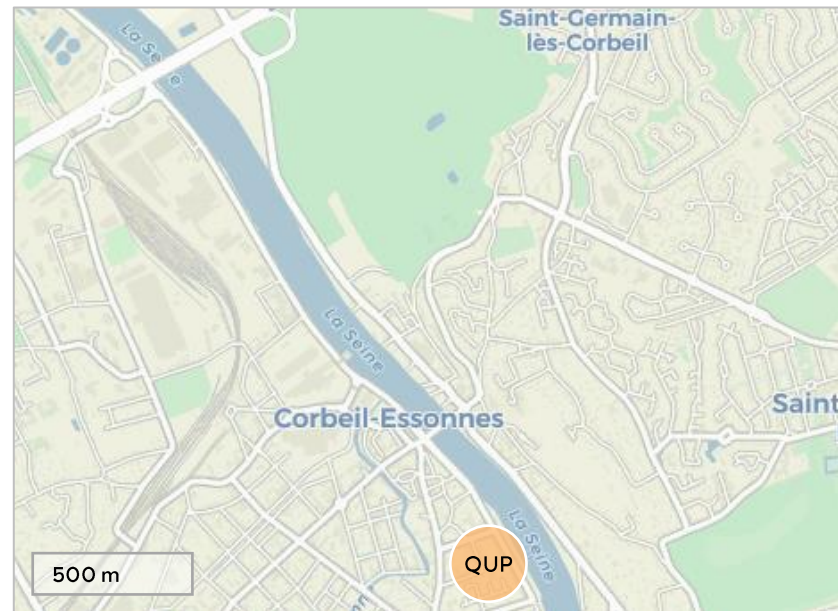 Saint-Germain-
lès-Corbeil
La Seine
La Seine
Corbeil-Essonnes
Saint
La Seine
QUP
500 m